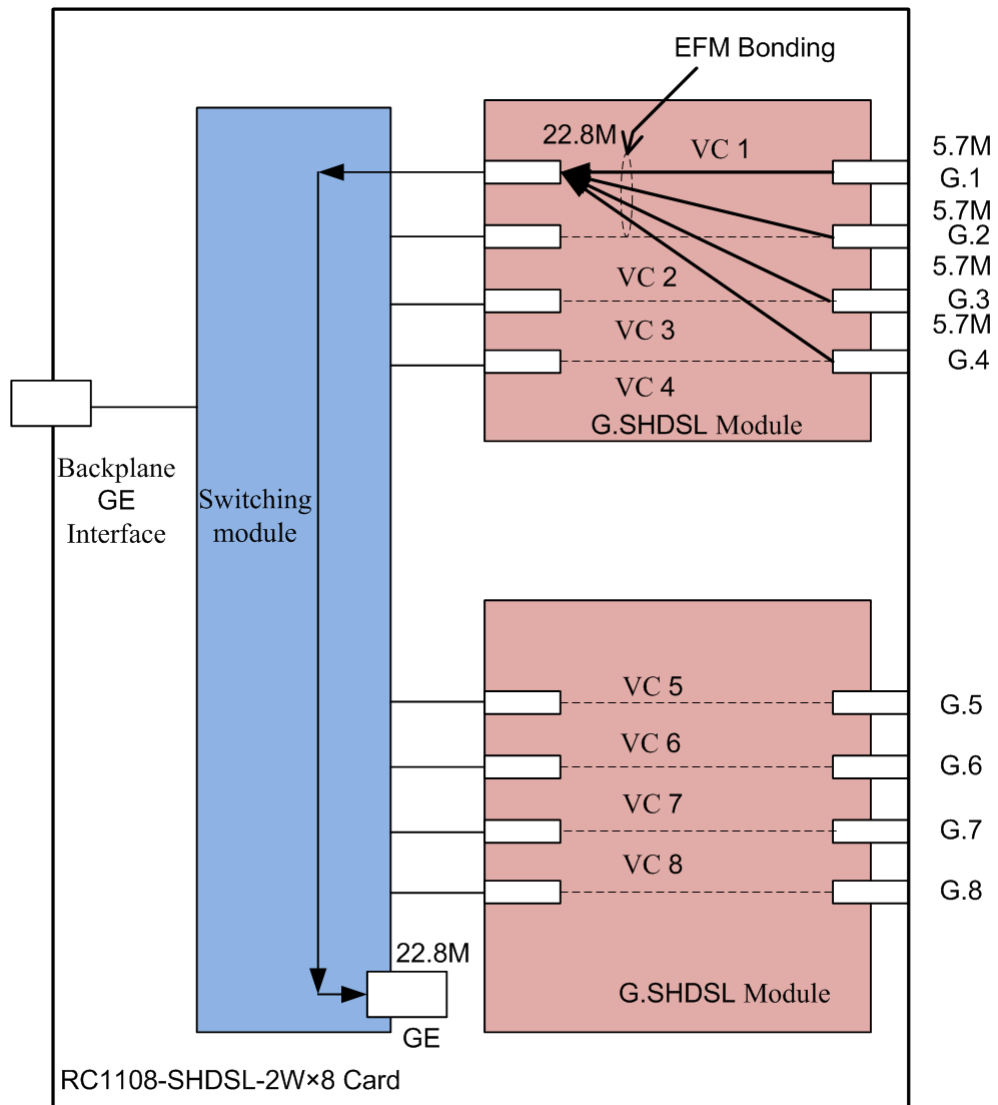 EFM Bonding
22.8M
VC 1
5.7M
G.1
5.7M
G.2
5.7M
VC 2
G.3
5.7M
VC 3
G.4
VC 4
G.SHDSL Module
Backplane
GE
Interface
Switching
module
VC 5
G.5
VC 6
G.6
VC 7
G.7
VC 8
G.8
22.8M
G.SHDSL Module
GE
RC1108-SHDSL-2W×8 Card